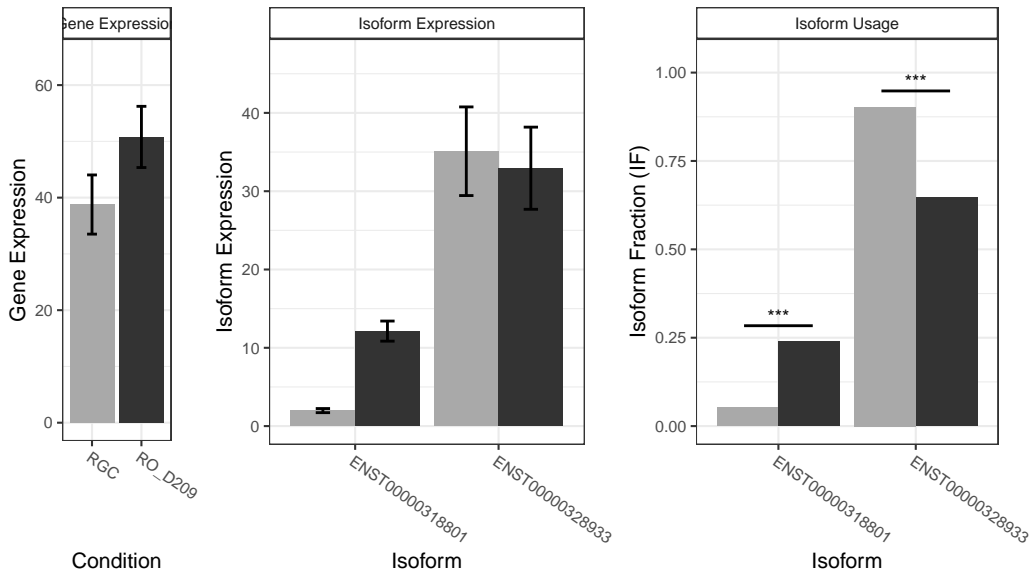 Gene Expression
Isoform Expression
Isoform Usage
Gene Expression
60
40
20
0
RGC
RO_D209
Condition
Isoform Expression
40
30
20
10
0
ENST00000318801
ENST00000328933
Isoform
Isoform Fraction (IF)
1.00
0.75
0.50
0.25
0.00
***
***
ENST00000318801
ENST00000328933
Isoform